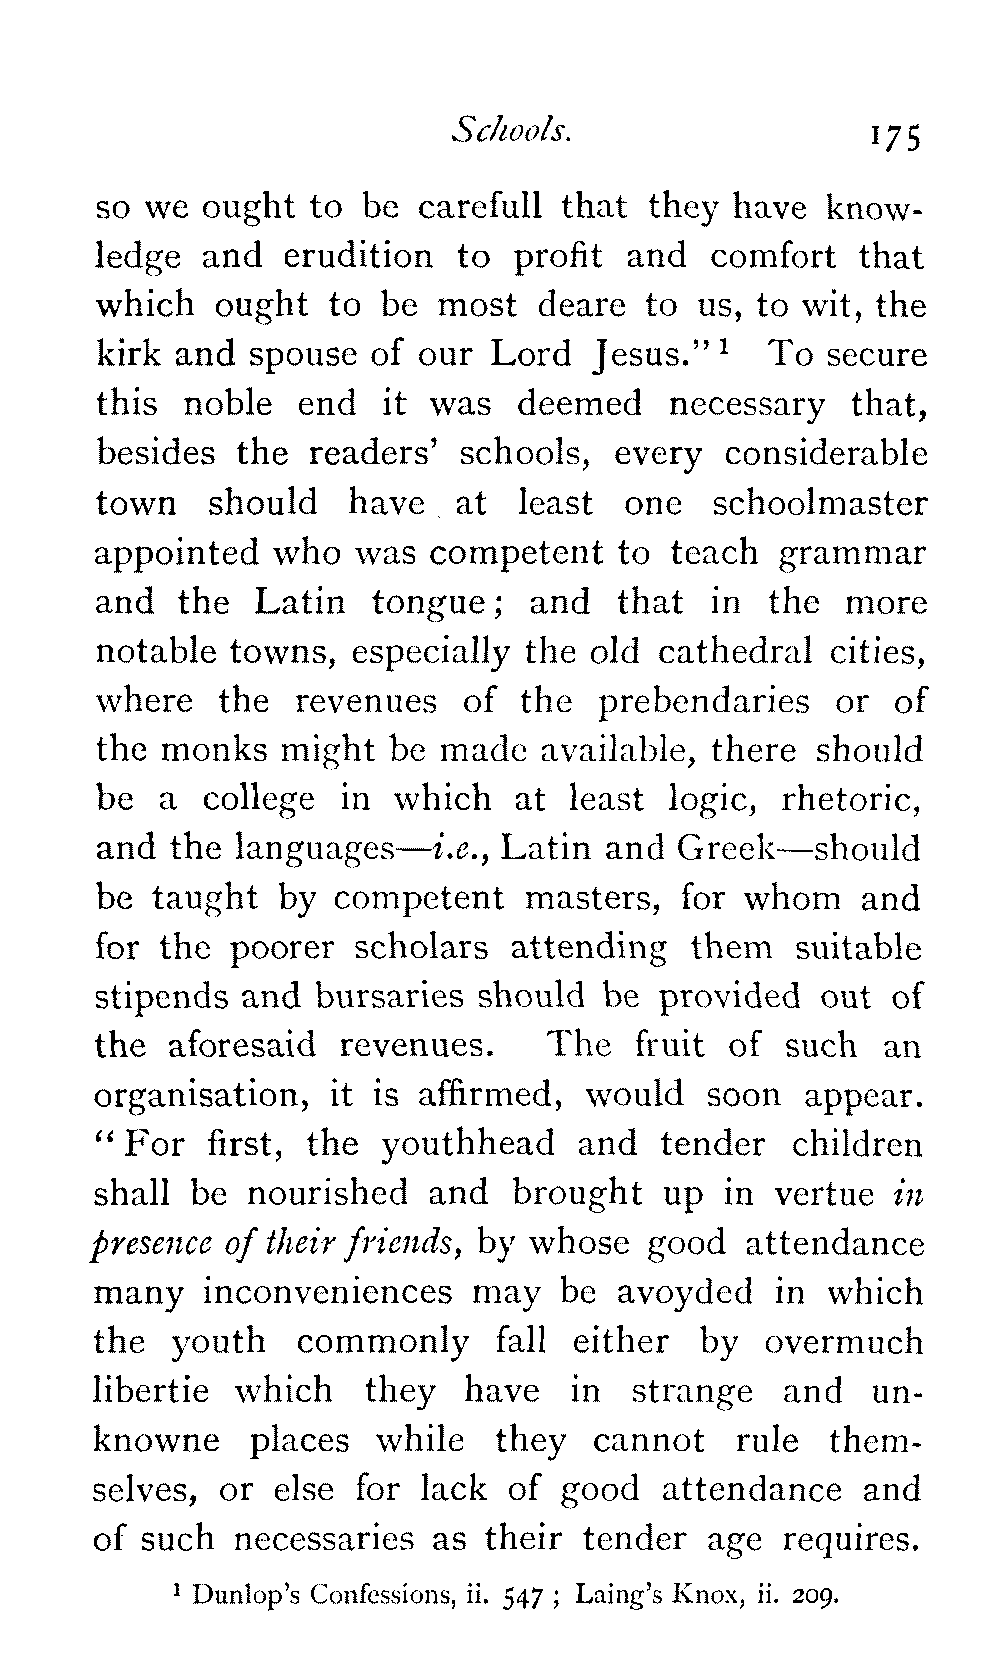 Schools. 175
so we ought to be carefull that they have know-
ledge and erudition to profit and comfort that
which ought to be most deare to us, to wit, the
kirk and spouse of our Lord Jesus." ¹ To secure
this noble end it was deemed necessary that,
besides the readers' schools, every considerable
town should have at least one schoolmaster
appointed who was competent to teach grammar
and the Latin tongue; and that in the more
notable towns, especially the old cathedral cities,
where the revenues of the prebendaries or of
the monks might be made available, there should
be a college in which at least logic, rhetoric,
and the languages—i.e., Latin and Greek—should
be taught by competent masters, for whom and
for the poorer scholars attending them suitable
stipends and bursaries should be provided out of
the aforesaid revenues. The fruit of such an
organisation, it is affirmed, would soon appear.
"For first, the youthhead and tender children
shall be nourished and brought up in vertue in
presence of their friends, by whose good attendance
many inconveniences may be avoyded in which
the youth commonly fall either by overmuch
libertie which they have in strange and un-
knowne places while they cannot rule them-
selves, or else for lack of good attendance and
of such necessaries as their tender age requires.
¹ Dunlop's Confessions, ii. 547; Laing's Knox, ii. 209.